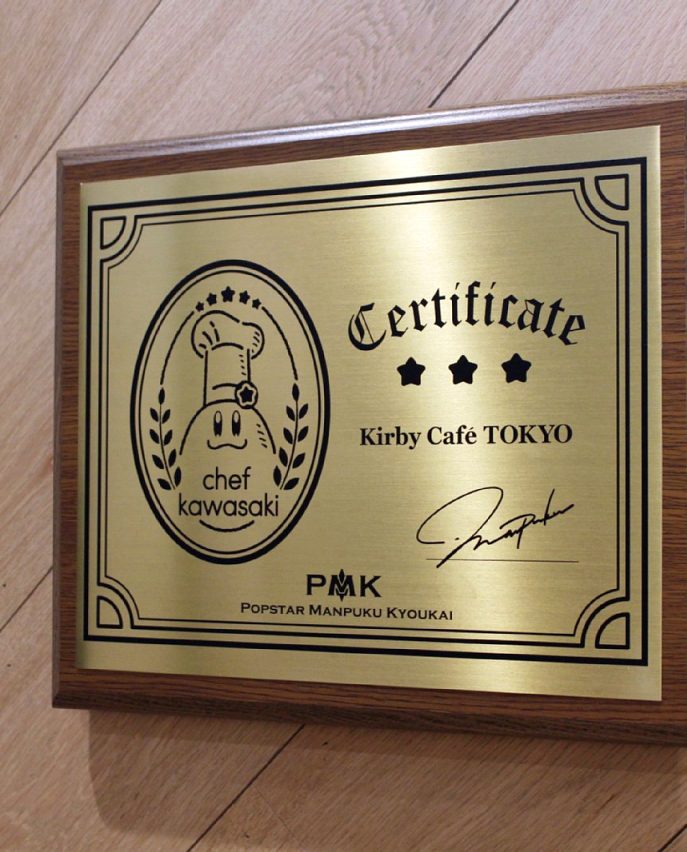 chef
kawasaki
Certificate
Kirby Café TOKYO
PMK
POPSTAR MANPUKU KYOUKAI